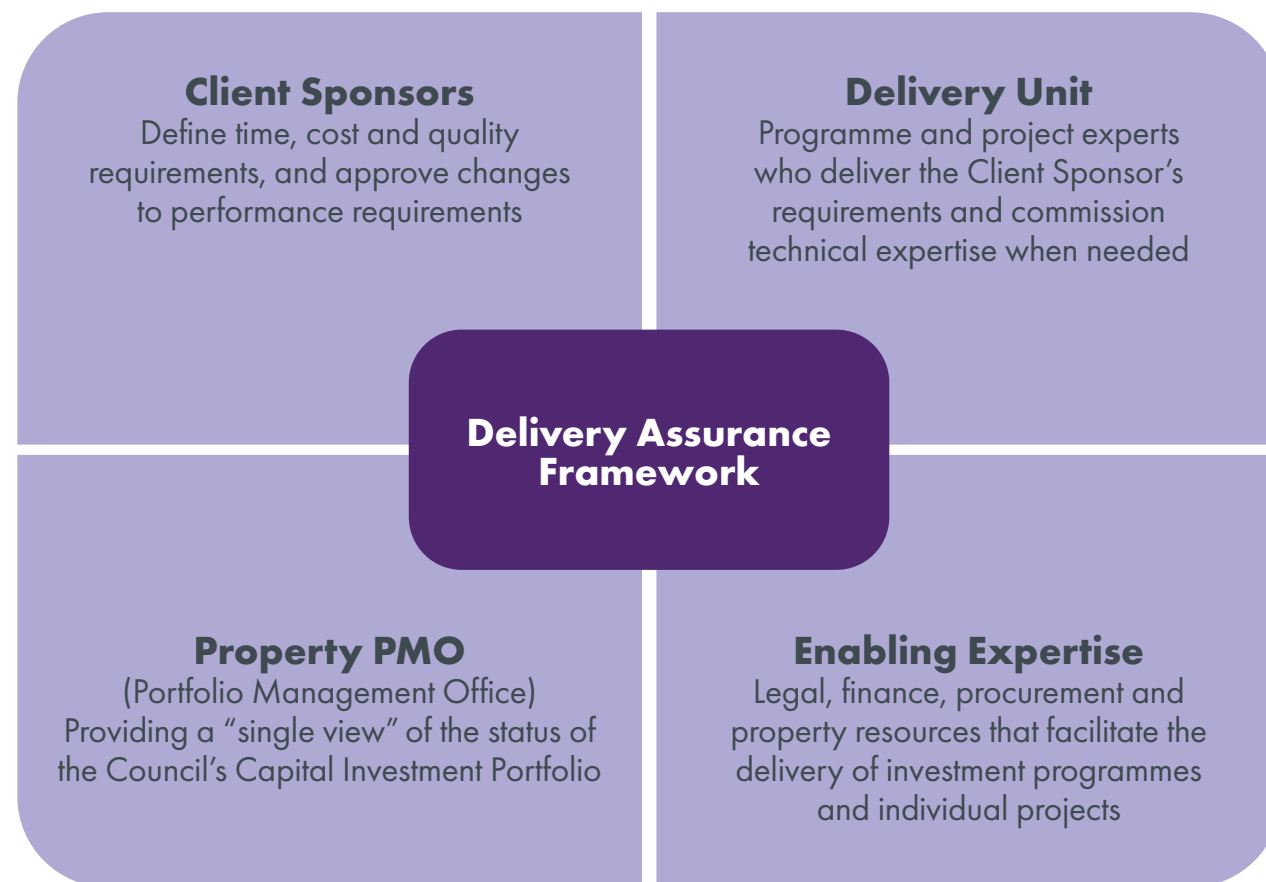 Client Sponsors
Define time, cost and quality
requirements, and approve changes
to performance requirements
Delivery Unit
Programme and project experts
who deliver the Client Sponsor’s
requirements and commission
technical expertise when needed
Delivery Assurance
Framework
Property PMO
(Portfolio Management Office)
Providing a “single view” of the status of
the Council’s Capital Investment Portfolio
Enabling Expertise
Legal, finance, procurement and
property resources that facilitate the
delivery of investment programmes
and individual projects